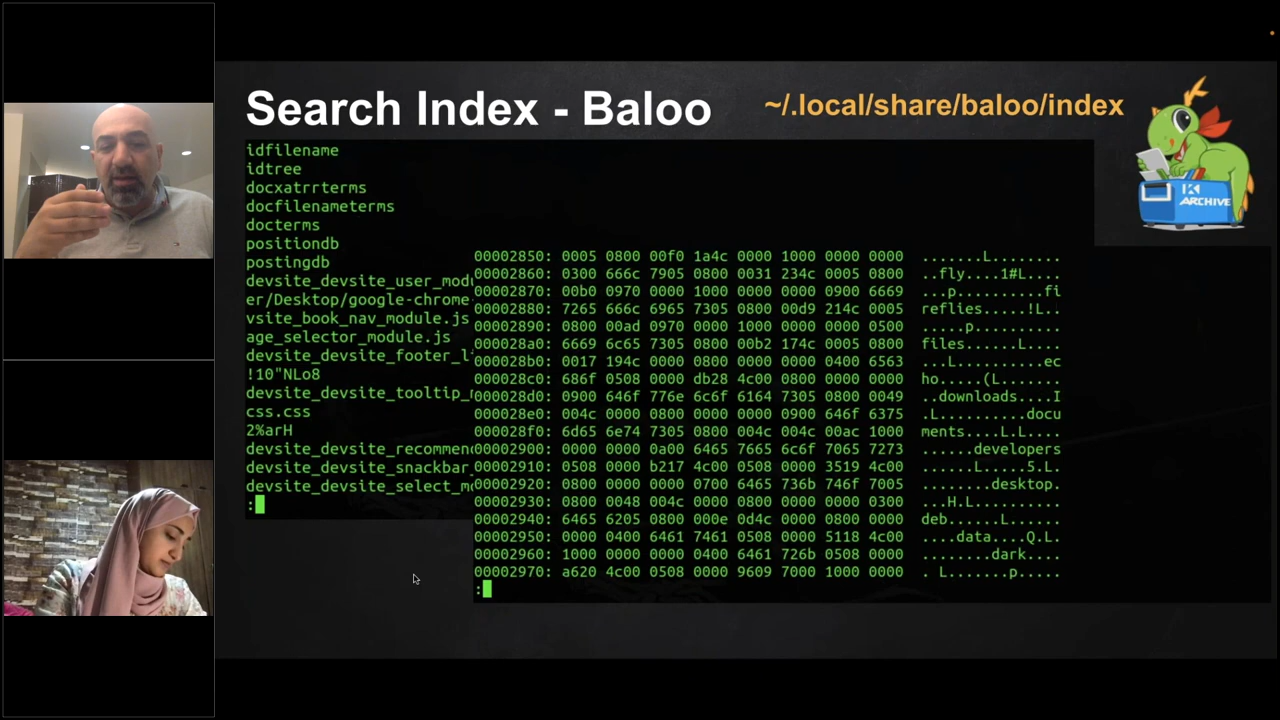 Search Index - Baloo
~/.local/share/baloo/index
K ARCHIVE
idfilename
idtree
docxatrrterms
docfilenameterms
docterms
positiondb
postingdb
devsite_devsite_user_modu
er/Desktop/google-chrome-
vsite_book_nav_module.js
age_selector_module.js
devsite_devsite_footer_l
!10"NLo8
devsite_devsite_tooltip_m
css.css
2%arH
devsite_devsite_recommend
devsite_devsite_snackbar_
devsite_devsite_select_mo
:
00002850: 0005 0800 00f0 1a4c 0000 1000 0000 0000 .......L........
00002860: 0300 666c 7905 0800 0031 234c 0005 0800 ..fly....1#L....
00002870: 00b0 0970 0000 1000 0000 0000 0900 6669 ...p..........fi
00002880: 7265 666c 6965 7305 0800 00d9 214c 0005 reflies.....!L..
00002890: 0800 00ad 0970 0000 1000 0000 0000 0500 .....p..........
000028a0: 6669 6c65 7305 0800 00b2 174c 0005 0800 files......L....
000028b0: 0017 194c 0000 0800 0000 0000 0400 6563 ...L..........ec
000028c0: 686f 0508 0000 db28 4c00 0800 0000 0000 ho.....(L.......
000028d0: 0900 646f 776e 6c6f 6164 7305 0800 0049 ..downloads....I
000028e0: 004c 0000 0800 0000 0000 0900 646f 6375 .L..........docu
000028f0: 6d65 6e74 7305 0800 004c 004c 00ac 1000 ments....L.L....
00002900: 0000 0000 0a00 6465 7665 6c6f 7065 7273 ......developers
00002910: 0508 0000 b217 4c00 0508 0000 3519 4c00 ......L.....5.L.
00002920: 0800 0000 0000 0700 6465 736b 746f 7005 ........desktop.
00002930: 0800 0048 004c 0000 0800 0000 0000 0300 ...H.L..........
00002940: 6465 6205 0800 000e 0d4c 0000 0800 0000 deb......L......
00002950: 0000 0400 6461 7461 0508 0000 5118 4c00 ....data....Q.L.
00002960: 1000 0000 0000 0400 6461 726b 0508 0000 ........dark....
00002970: a620 4c00 0508 0000 9609 7000 1000 0000 . L.......p.....
: